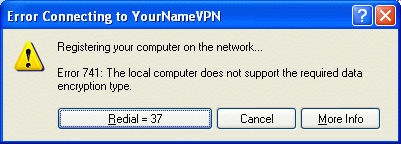 Error Connecting to YourNameVPN
Registering your computer on the network...
Error 741: The local computer does not support the required data
encryption type.
Redial = 37
Cancel
More Info